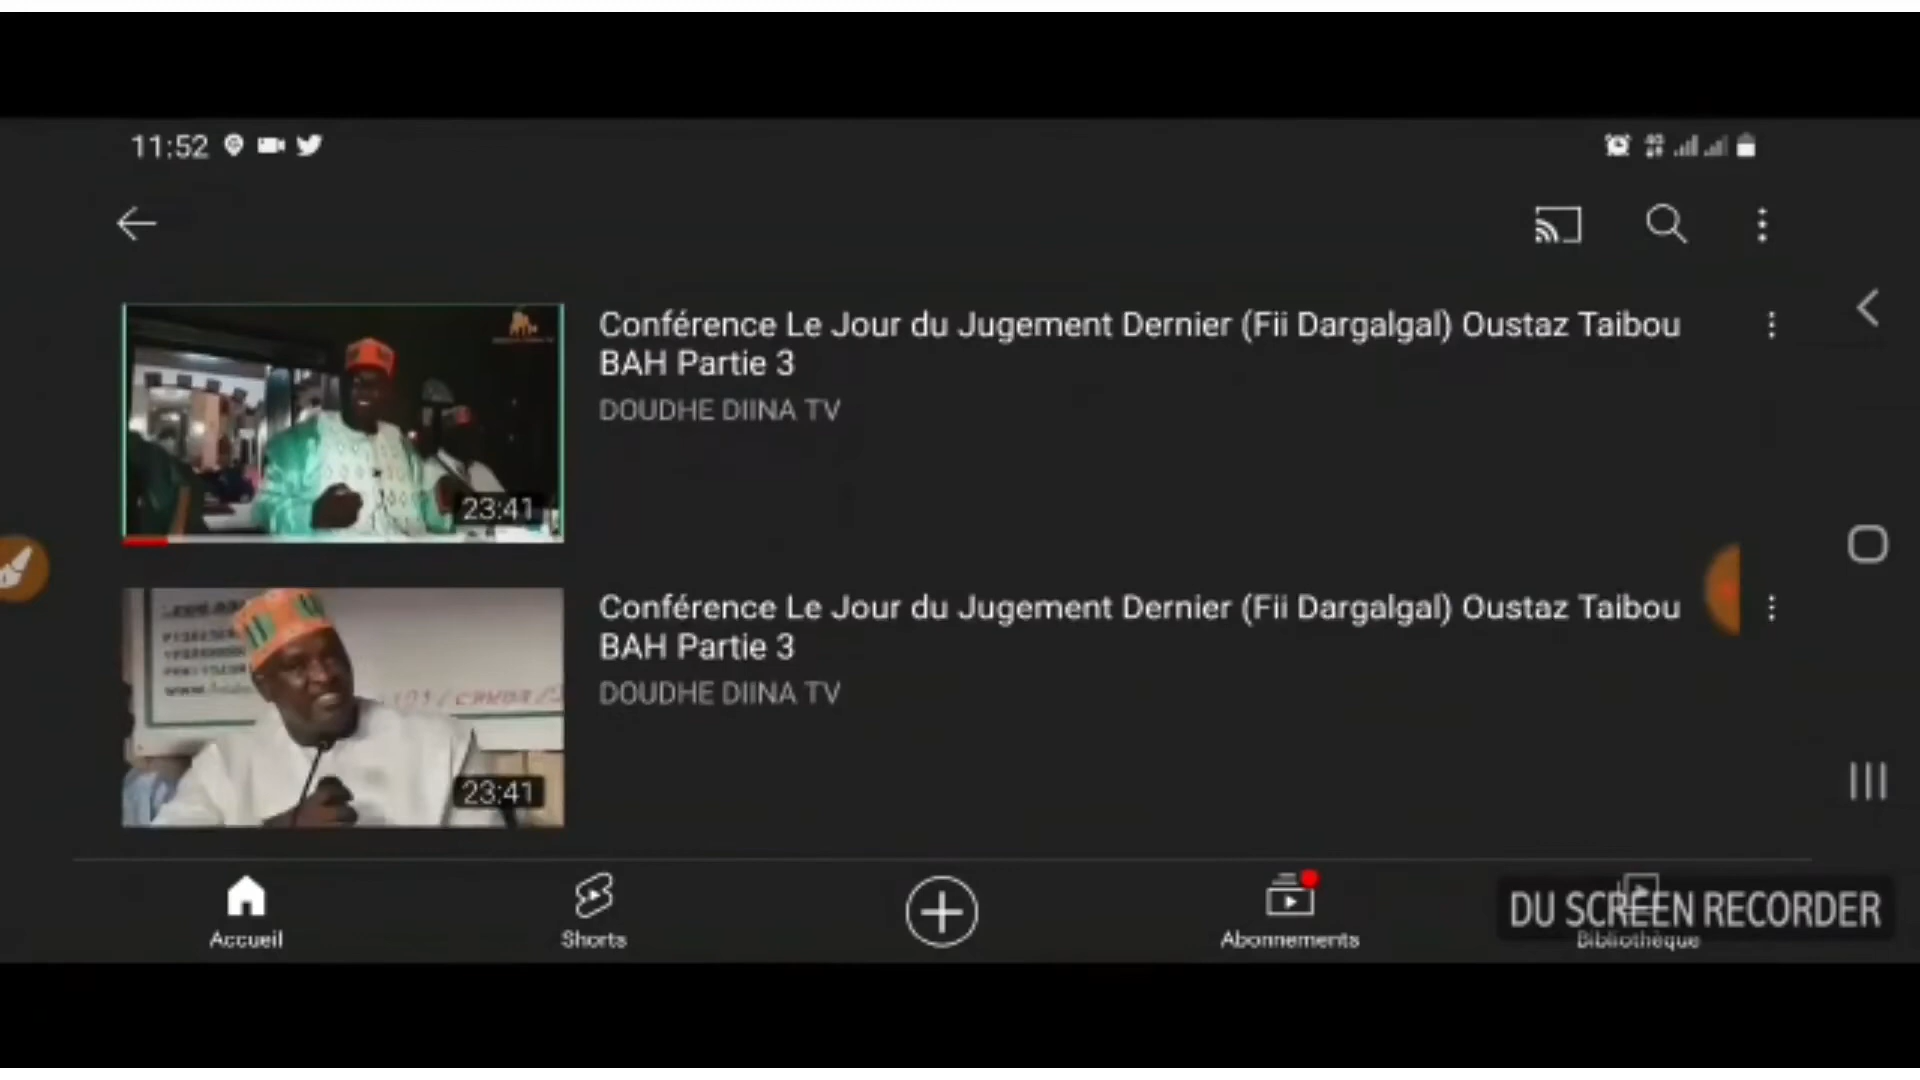 11:52
4G
Conférence Le Jour du Jugement Dernier (Fii Dargalgal) Oustaz Taibou
BAH Partie 3
DOUDHE DIINA TV
23:41
Conférence Le Jour du Jugement Dernier (Fii Dargalgal) Oustaz Taibou
BAH Partie 3
DOUDHE DIINA TV
23:41
Accueil
Shorts
Abonnements
Bibliothèque
DU SCREEN RECORDER